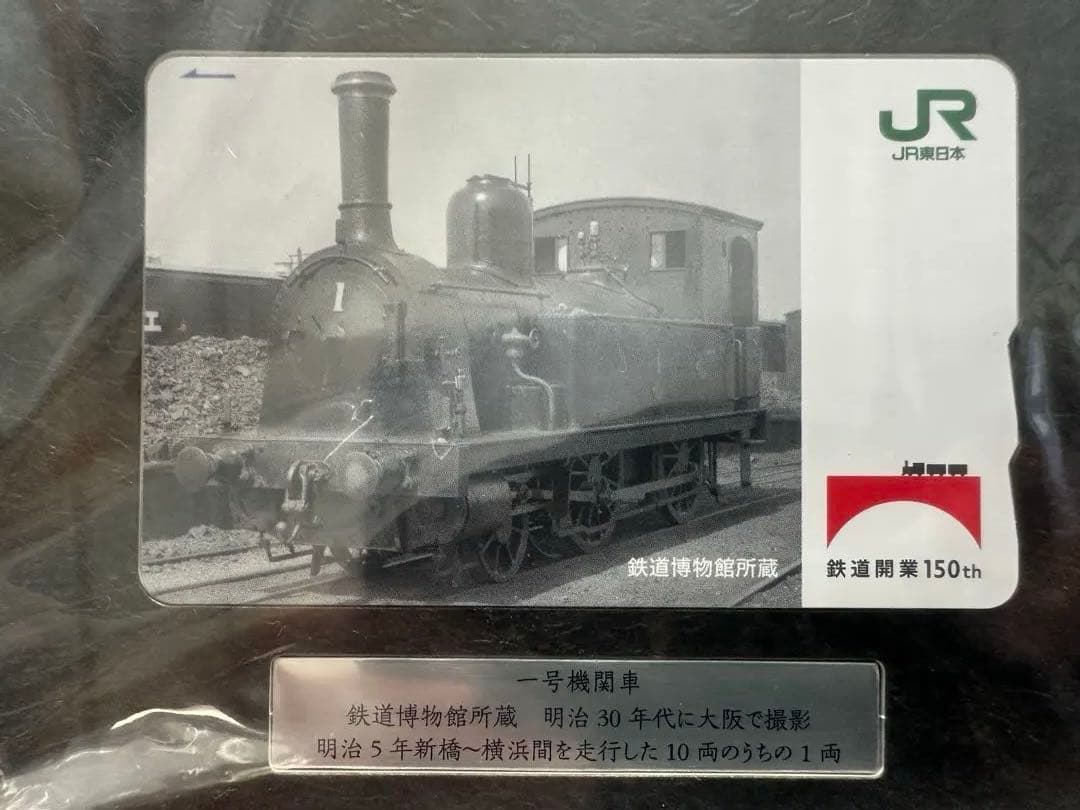 JR
JR東日本
1
エ
鉄道博物館所蔵
鉄道開業150th
一号機関車
鉄道博物館所蔵　明治30年代に大阪で撮影
明治5年新橋～横浜間を走行した10両のうちの1両